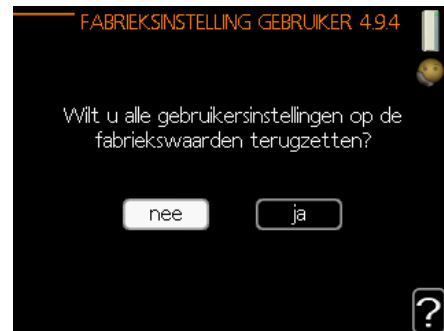 FABRIEKSINSTELLING GEBRUIKER 4.9.4
Wilt u alle gebruikersinstellingen op de
fabriekswaarden terugzetten?
nee
ja
?